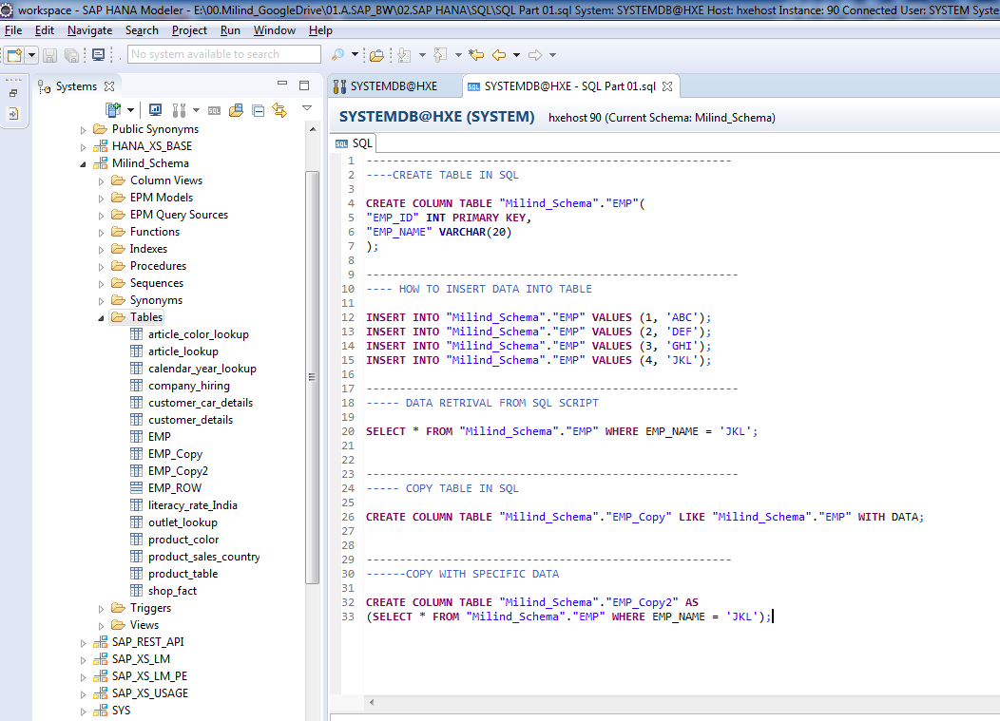 workspace - SAP HANA Modeler - E:\00.Milind_GoogleDrive\01.A.SAP_BW\02.SAP HANA\SQL\SQL Part 01.sql System: SYSTEMDB@HXE Host: hxehost Instance: 90 Connected User: SYSTEM Syste
File Edit Navigate Search Project Run Window Help
No system available to search
Systems
Public Synonyms
HANA_XS_BASE
Milind_Schema
Column Views
EPM Models
EPM Query Sources
Functions
Indexes
Procedures
Sequences
Synonyms
Tables
article_color_lookup
article_lookup
calendar_year_lookup
company_hiring
customer_car_details
customer_details
EMP
EMP_Copy
EMP_Copy2
EMP_ROW
literacy_rate_India
outlet_lookup
product_color
product_sales_country
product_table
shop_fact
Triggers
Views
SAP_REST_API
SAP_XS_LM
SAP_XS_LM_PE
SAP_XS_USAGE
SYS
SYSTEMDB@HXE
SQL SYSTEMDB@HXE - SQL Part 01.sql
SYSTEMDB@HXE (SYSTEM) hxehost 90 (Current Schema: Milind_Schema)
SQL SQL
1 -------------------------------------------------------
2 ----CREATE TABLE IN SQL
3
4 CREATE COLUMN TABLE "Milind_Schema"."EMP"(
5 "EMP_ID" INT PRIMARY KEY,
6 "EMP_NAME" VARCHAR(20)
7 );
8
9 --------------------------------------------------------
10 ---- HOW TO INSERT DATA INTO TABLE
11
12 INSERT INTO "Milind_Schema"."EMP" VALUES (1, 'ABC');
13 INSERT INTO "Milind_Schema"."EMP" VALUES (2, 'DEF');
14 INSERT INTO "Milind_Schema"."EMP" VALUES (3, 'GHI');
15 INSERT INTO "Milind_Schema"."EMP" VALUES (4, 'JKL');
16
17 --------------------------------------------------------
18 ----- DATA RETRIVAL FROM SQL SCRIPT
19
20 SELECT * FROM "Milind_Schema"."EMP" WHERE EMP_NAME = 'JKL';
21
22
23 --------------------------------------------------------
24 ----- COPY TABLE IN SQL
25
26 CREATE COLUMN TABLE "Milind_Schema"."EMP_Copy" LIKE "Milind_Schema"."EMP" WITH DATA;
27
28
29 -------------------------------------------------------
30 ------COPY WITH SPECIFIC DATA
31
32 CREATE COLUMN TABLE "Milind_Schema"."EMP_Copy2" AS
33 (SELECT * FROM "Milind_Schema"."EMP" WHERE EMP_NAME = 'JKL');